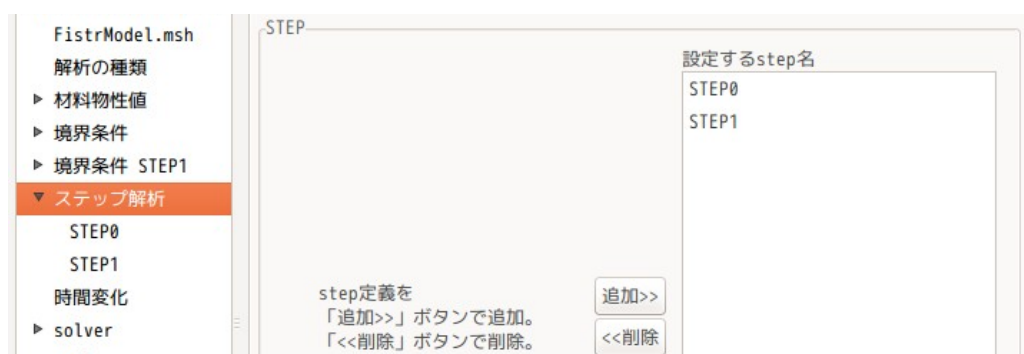 FistrModel.msh
解析の種類
材料物性値
境界条件
境界条件 STEP1
ステップ解析
STEP0
STEP1
時間変化
solver
STEP
設定するstep名
STEP0
STEP1
step定義を
「追加>>」ボタンで追加。
「<<削除」ボタンで削除。
追加>>
<<削除